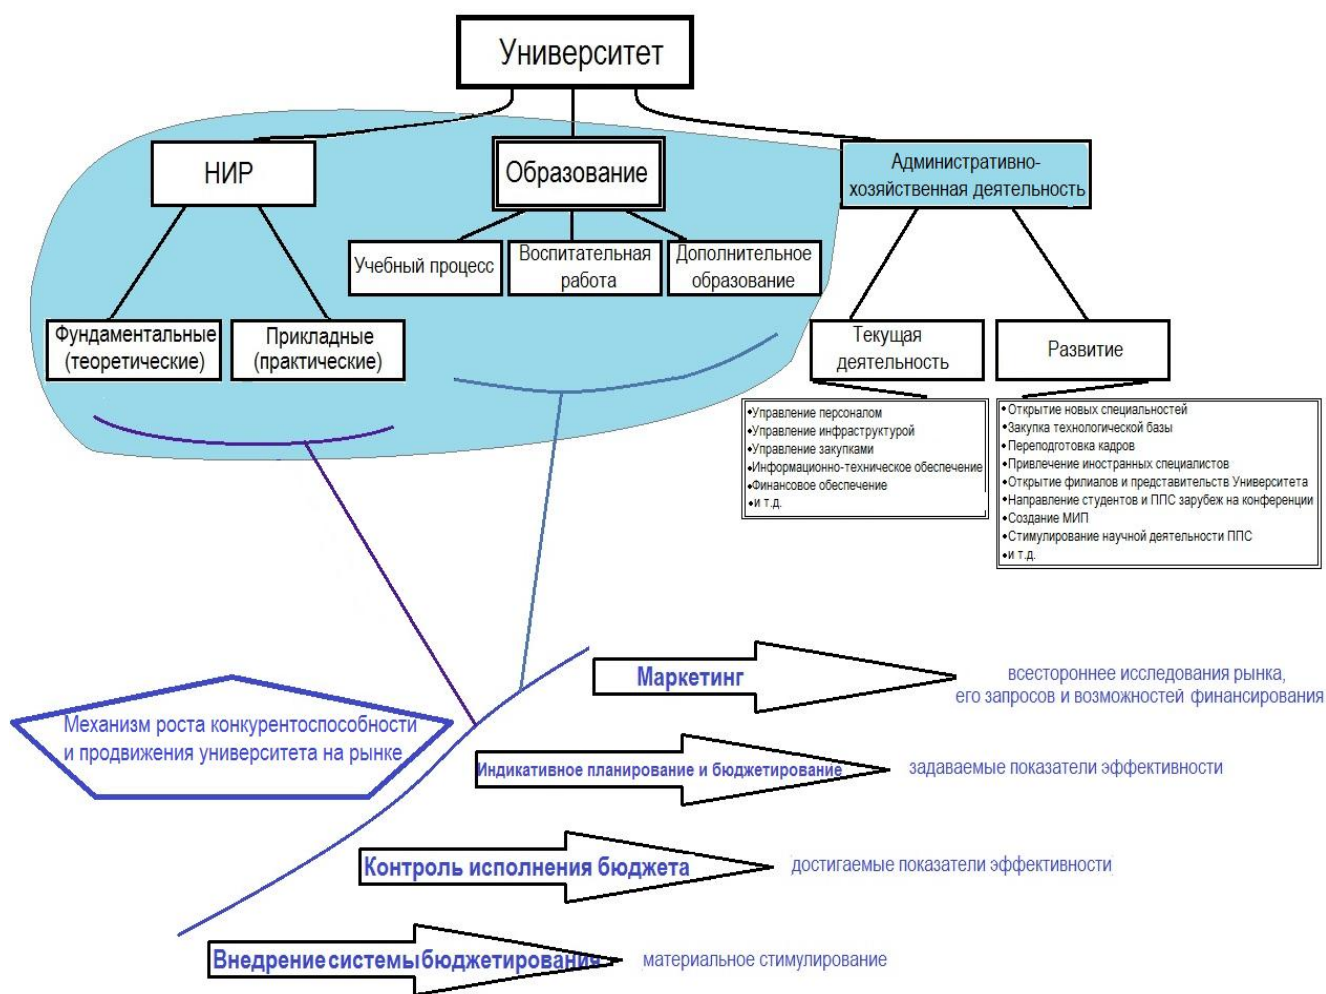 Университет
НИР
Образование
Административно-
хозяйственная деятельность
Учебный процесс
Воспитательная
работа
Дополнительное
образование
Фундаментальные
(теоретические)
Прикладные
(практические)
Текущая
деятельность
Развитие
•Управление персоналом
•Управление инфраструктурой
•Управление закупками
•Информационно-техническое обеспечение
•Финансовое обеспечение
•и т.д.
•Открытие новых специальностей
•Закупка технологической базы
•Переподготовка кадров
•Привлечение иностранных специалистов
•Открытие филиалов и представительств Университета
•Направление студентов и ППС зарубеж на конференции
•Создание МИП
•Стимулирование научной деятельности ППС
•и т.д.
Механизм роста конкурентоспособности
и продвижения университета на рынке
Маркетинг
всестороннее исследования рынка,
его запросов и возможностей финансирования
Индикативное планирование и бюджетирование
задаваемые показатели эффективности
Контроль исполнения бюджета
достигаемые показатели эффективности
Внедрение системы бюджетирования
материальное стимулирование